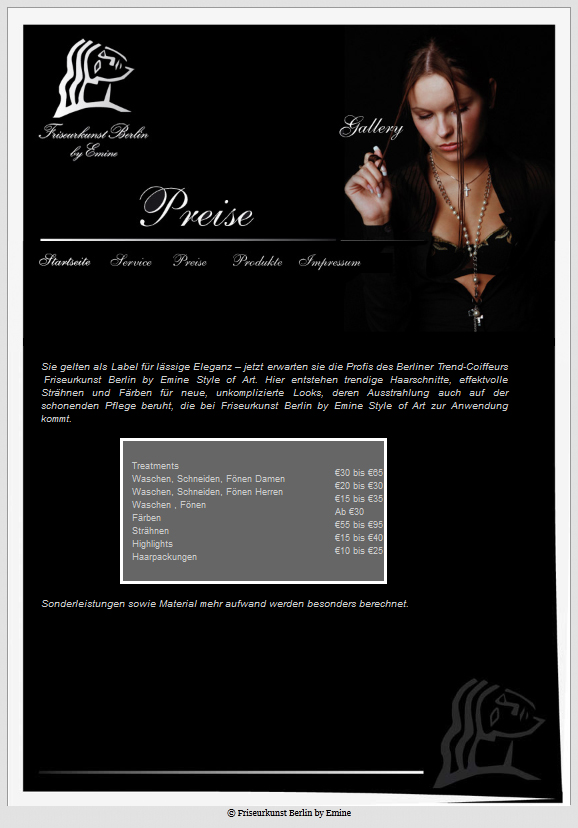 Friseurkunst Berlin
by Emine
Gallery
Preise
Startseite Service Preise Produkte Impressum
Sie gelten als Label für lässige Eleganz – jetzt erwarten sie die Profis des Berliner Trend-Coiffeurs
Friseurkunst Berlin by Emine Style of Art. Hier entstehen trendige Haarschnitte, effektvolle
Strähnen und Färben für neue, unkomplizierte Looks, deren Ausstrahlung auch auf der
schonenden Pflege beruht, die bei Friseurkunst Berlin by Emine Style of Art zur Anwendung
kommt.
Treatments
Waschen, Schneiden, Fönen Damen
Waschen, Schneiden, Fönen Herren
Waschen , Fönen
Färben
Strähnen
Highlights
Haarpackungen
€30 bis €65
€20 bis €30
€15 bis €35
Ab €30
€55 bis €95
€15 bis €40
€10 bis €25
Sonderleistungen sowie Material mehr aufwand werden besonders berechnet.
© Friseurkunst Berlin by Emine